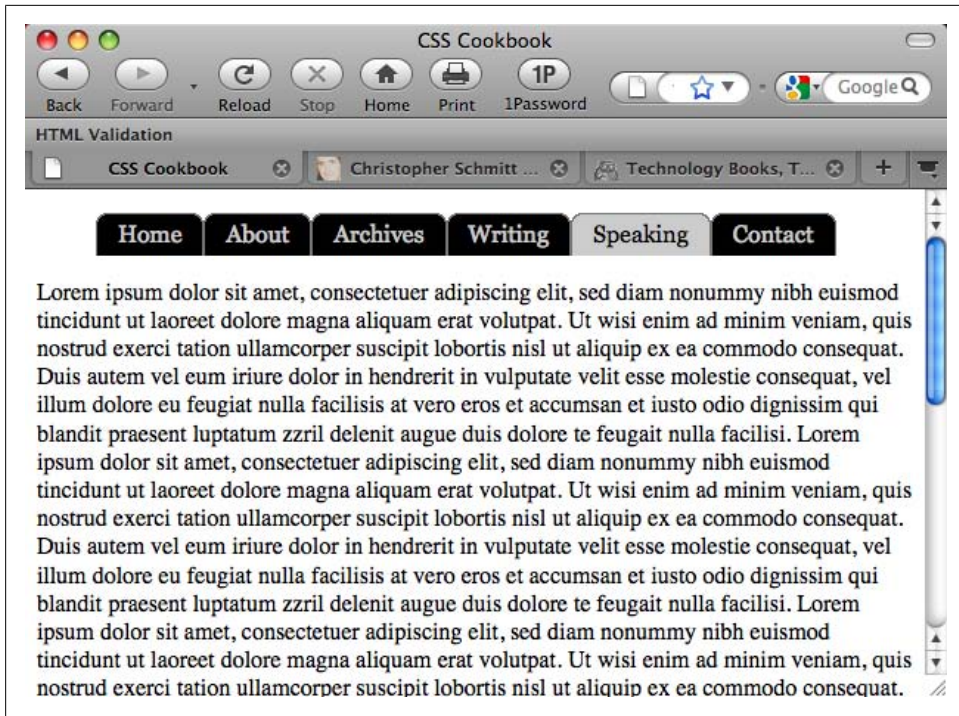 CSS Cookbook
1P
Google
Back Forward Reload Stop Home Print 1Password
HTML Validation
CSS Cookbook Christopher Schmitt ... Technology Books, T...
Home About Archives Writing Speaking Contact
Lorem ipsum dolor sit amet, consectetuer adipiscing elit, sed diam nonummy nibh euismod
tincidunt ut laoreet dolore magna aliquam erat volutpat. Ut wisi enim ad minim veniam, quis
nostrud exerci tation ullamcorper suscipit lobortis nisl ut aliquip ex ea commodo consequat.
Duis autem vel eum iriure dolor in hendrerit in vulputate velit esse molestie consequat, vel
illum dolore eu feugiat nulla facilisis at vero eros et accumsan et iusto odio dignissim qui
blandit praesent luptatum zzril delenit augue duis dolore te feugait nulla facilisi. Lorem
ipsum dolor sit amet, consectetuer adipiscing elit, sed diam nonummy nibh euismod
tincidunt ut laoreet dolore magna aliquam erat volutpat. Ut wisi enim ad minim veniam, quis
nostrud exerci tation ullamcorper suscipit lobortis nisl ut aliquip ex ea commodo consequat.
Duis autem vel eum iriure dolor in hendrerit in vulputate velit esse molestie consequat, vel
illum dolore eu feugiat nulla facilisis at vero eros et accumsan et iusto odio dignissim qui
blandit praesent luptatum zzril delenit augue duis dolore te feugait nulla facilisi. Lorem
ipsum dolor sit amet, consectetuer adipiscing elit, sed diam nonummy nibh euismod
tincidunt ut laoreet dolore magna aliquam erat volutpat. Ut wisi enim ad minim veniam, quis
nostrud exerci tation ullamcorper suscipit lobortis nisl ut aliquip ex ea commodo consequat.